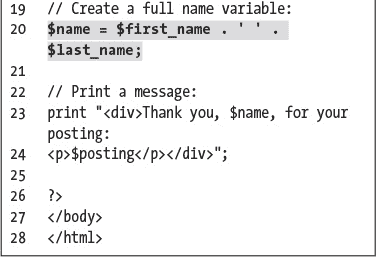 19 // Create a full name variable:
20 $name = $first_name . ' ' .
$last_name;
21
22 // Print a message:
23 print "<div>Thank you, $name, for your
posting:
24 <p>$posting</p></div>";
25
26 ?>
27 </body>
28 </html>